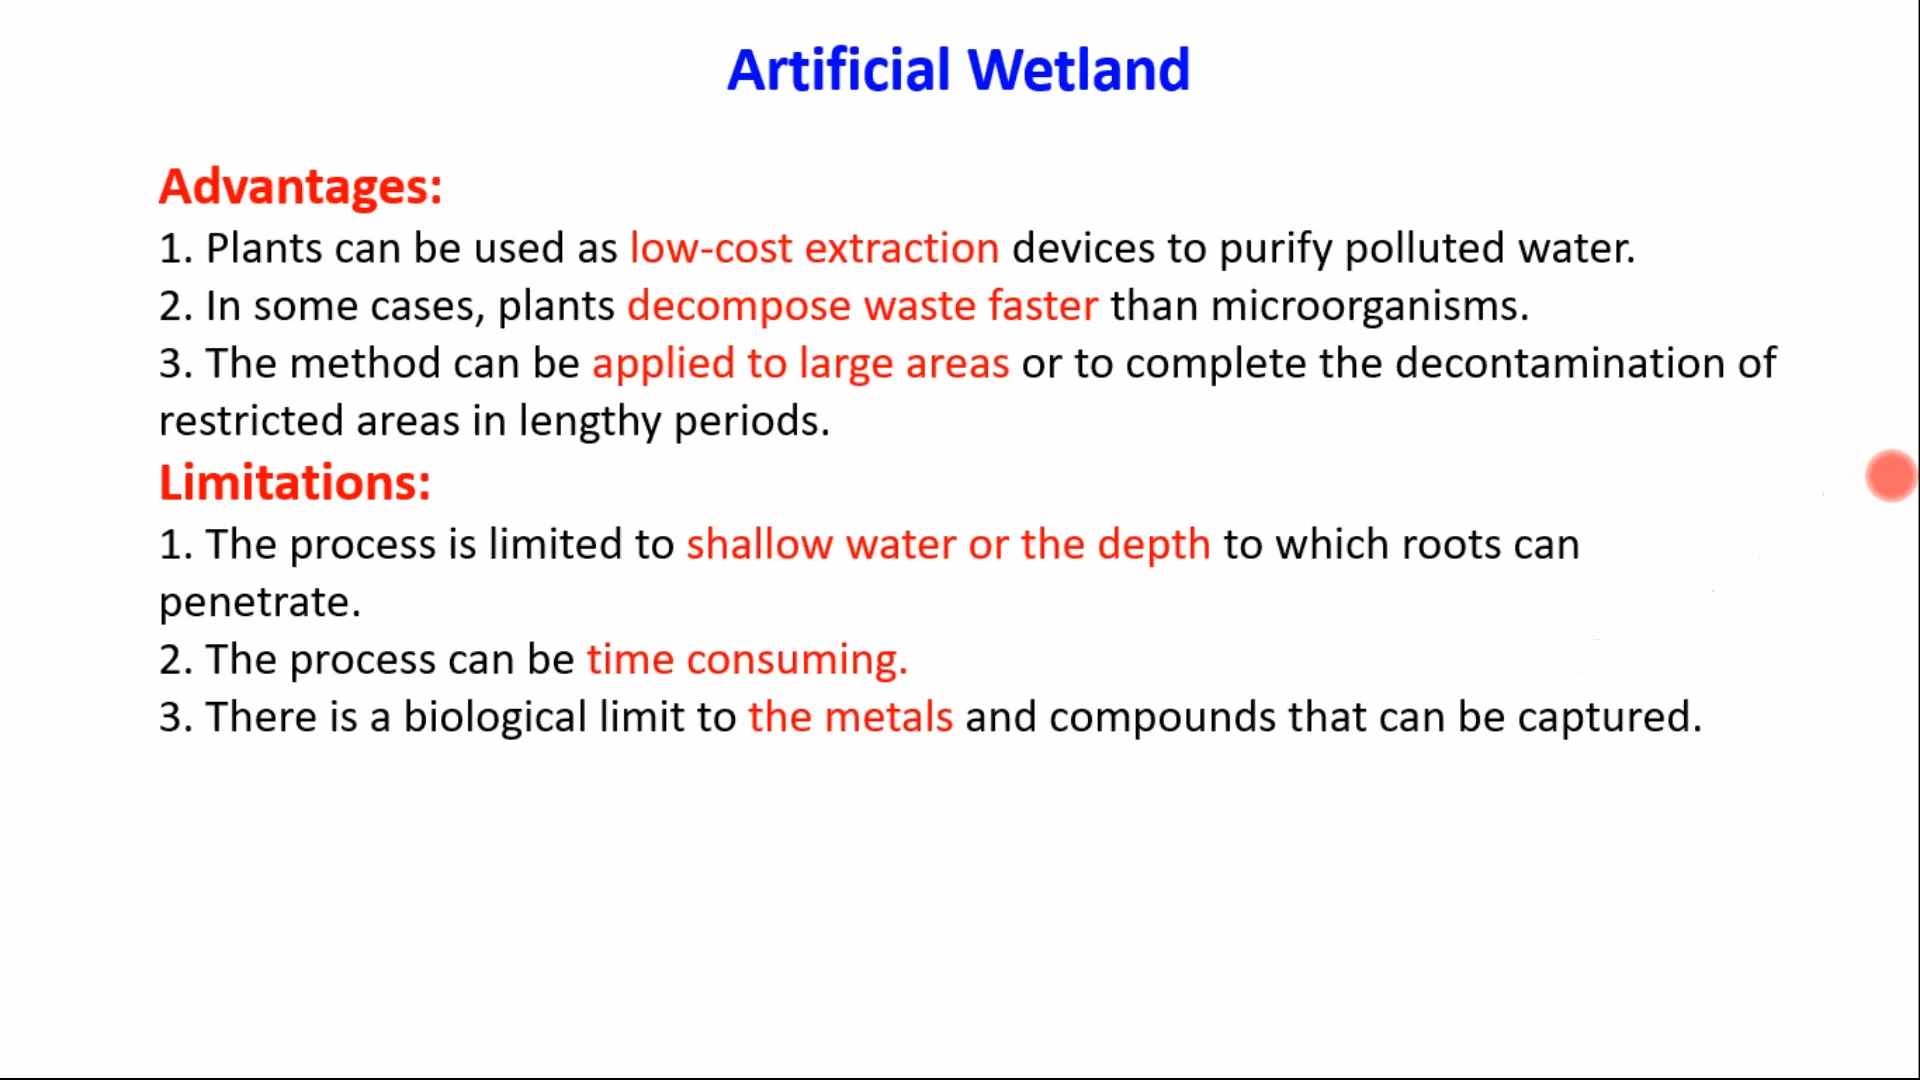 Artificial Wetland
Advantages:
1. Plants can be used as low-cost extraction devices to purify polluted water.
2. In some cases, plants decompose waste faster than microorganisms.
3. The method can be applied to large areas or to complete the decontamination of
restricted areas in lengthy periods.
Limitations:
1. The process is limited to shallow water or the depth to which roots can
penetrate.
2. The process can be time consuming.
3. There is a biological limit to the metals and compounds that can be captured.